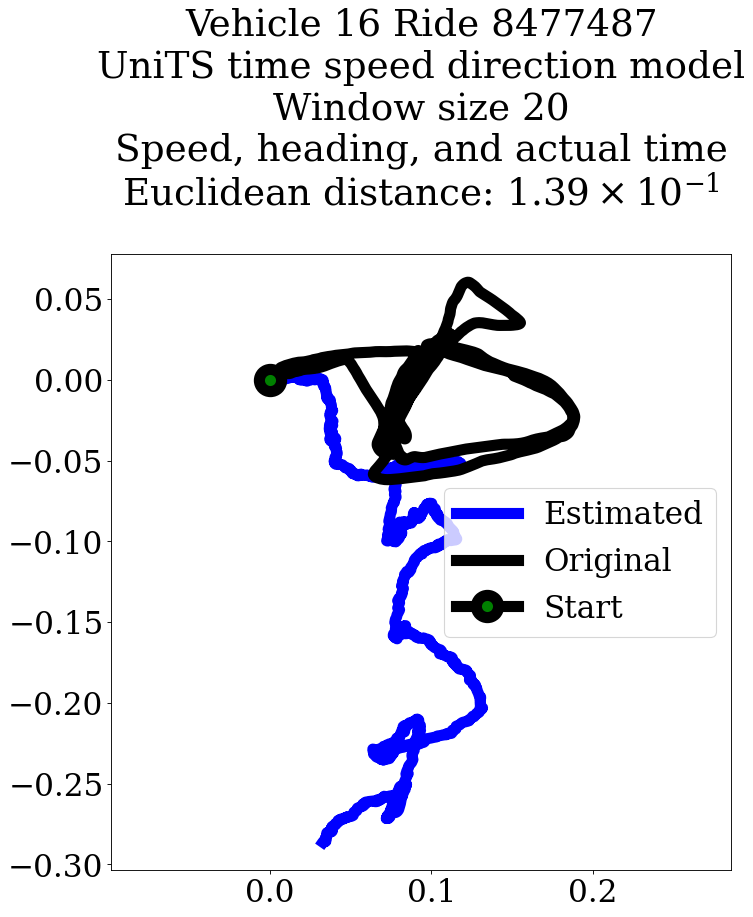 Vehicle 16 Ride 8477487
UniTS time speed direction model
Window size 20
Speed, heading, and actual time
Euclidean distance: 1.39 × 10⁻¹
0.05
0.00
−0.05
−0.10
−0.15
−0.20
−0.25
−0.30
Estimated
Original
Start
0.0 0.1 0.2